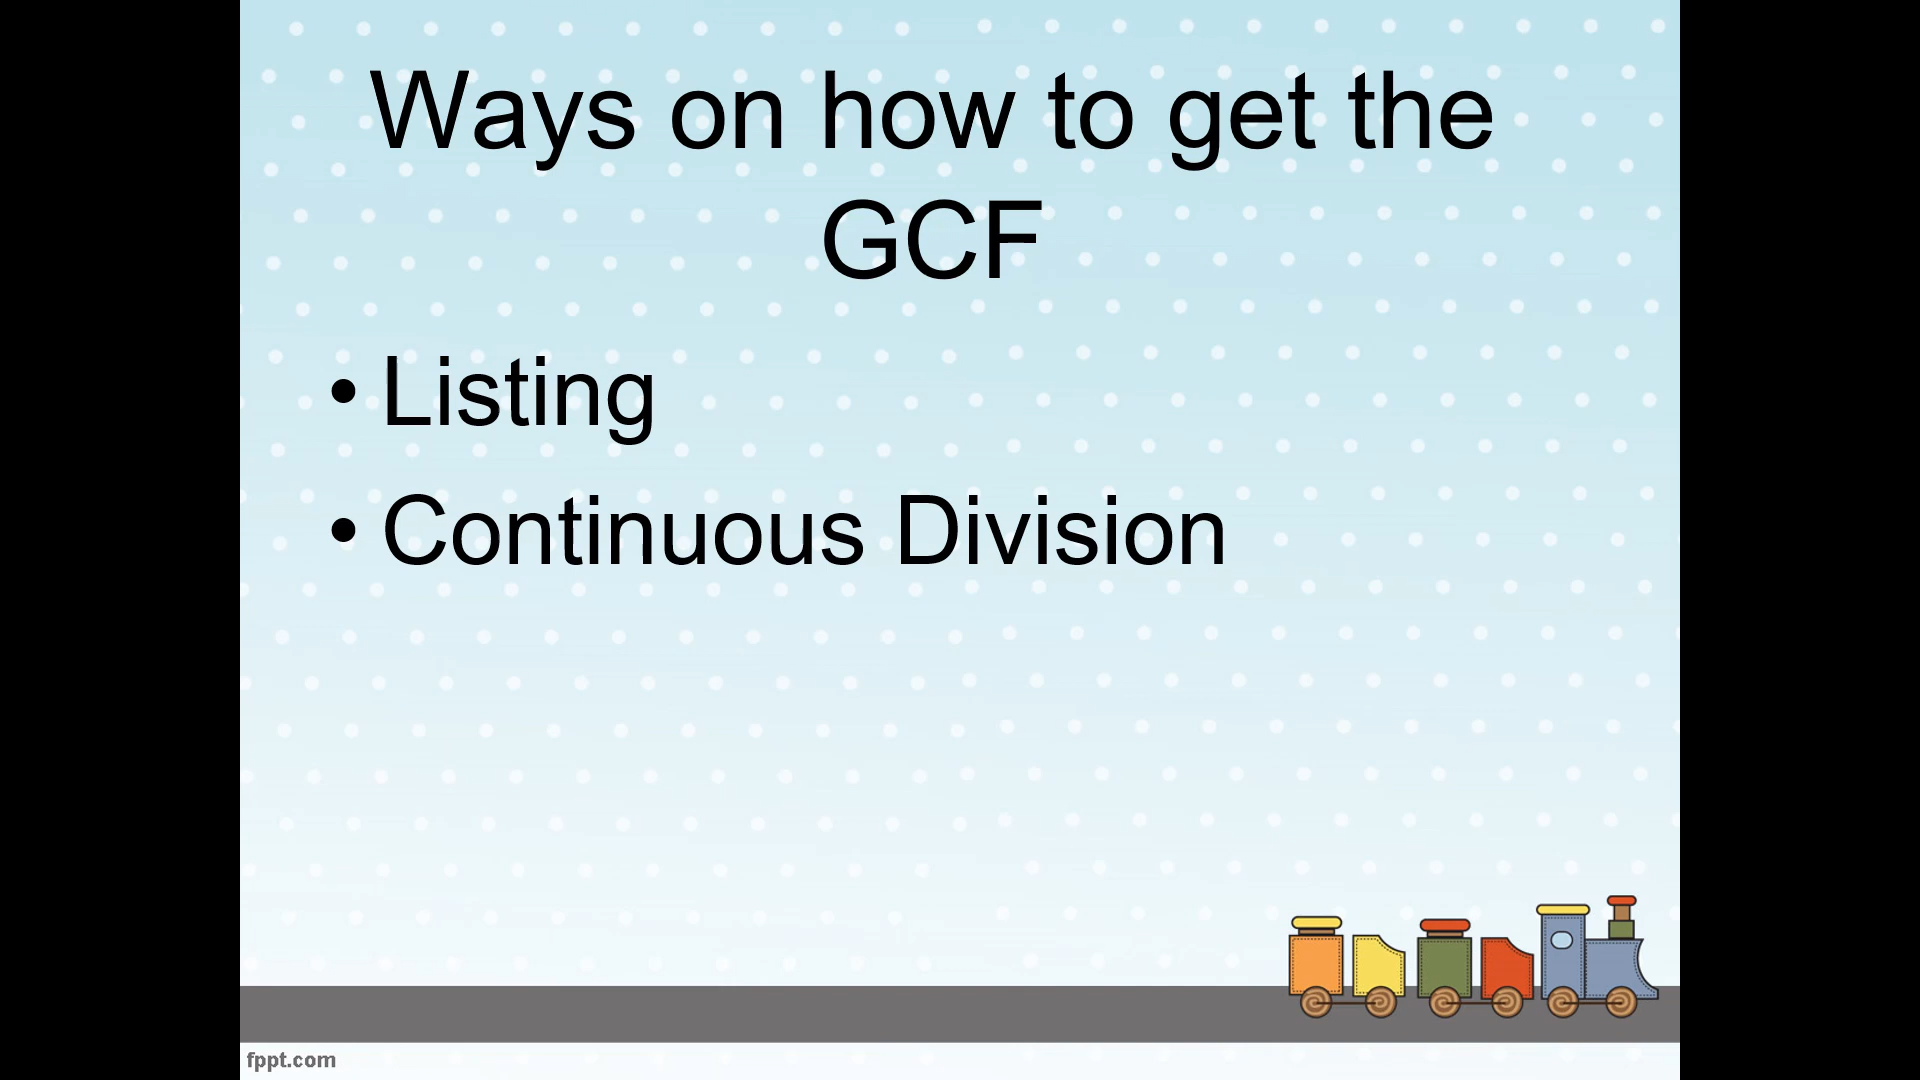 Ways on how to get the
GCF
• Listing
• Continuous Division
fppt.com